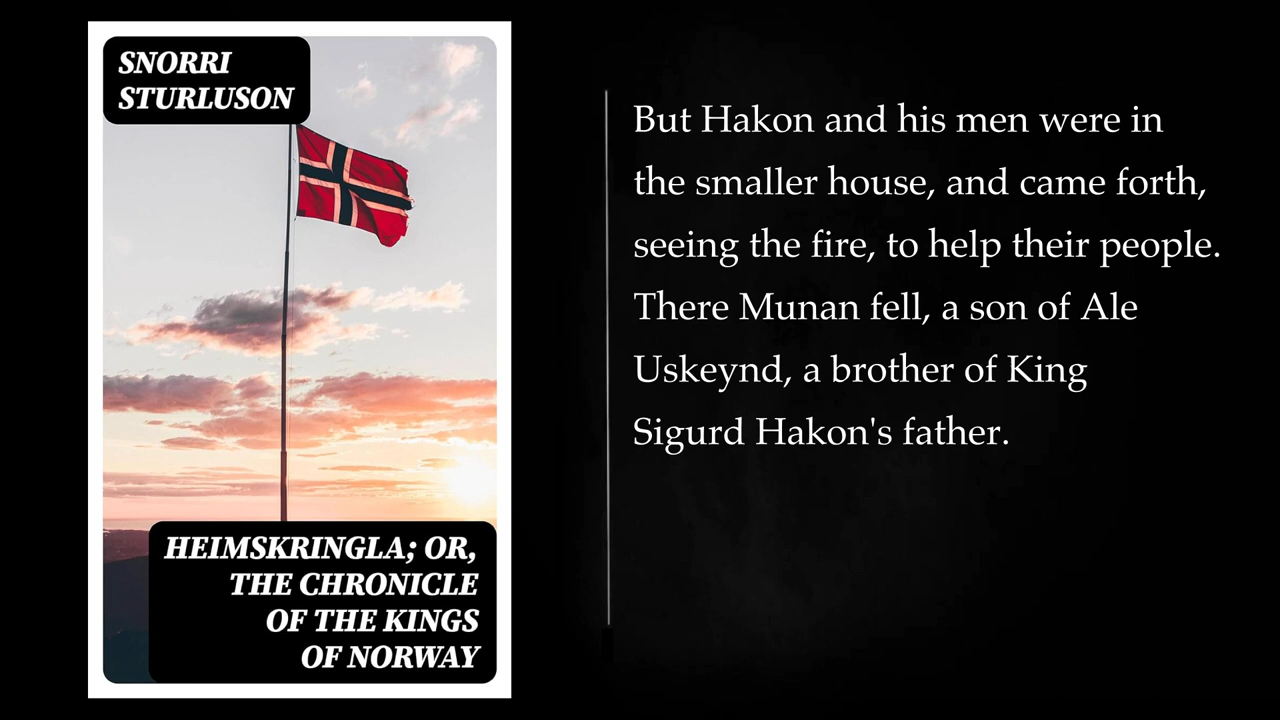 SNORRI
STURLUSON
HEIMSKRINGLA; OR,
THE CHRONICLE
OF THE KINGS
OF NORWAY
But Hakon and his men were in
the smaller house, and came forth,
seeing the fire, to help their people.
There Munan fell, a son of Ale
Uskeynd, a brother of King
Sigurd Hakon's father.